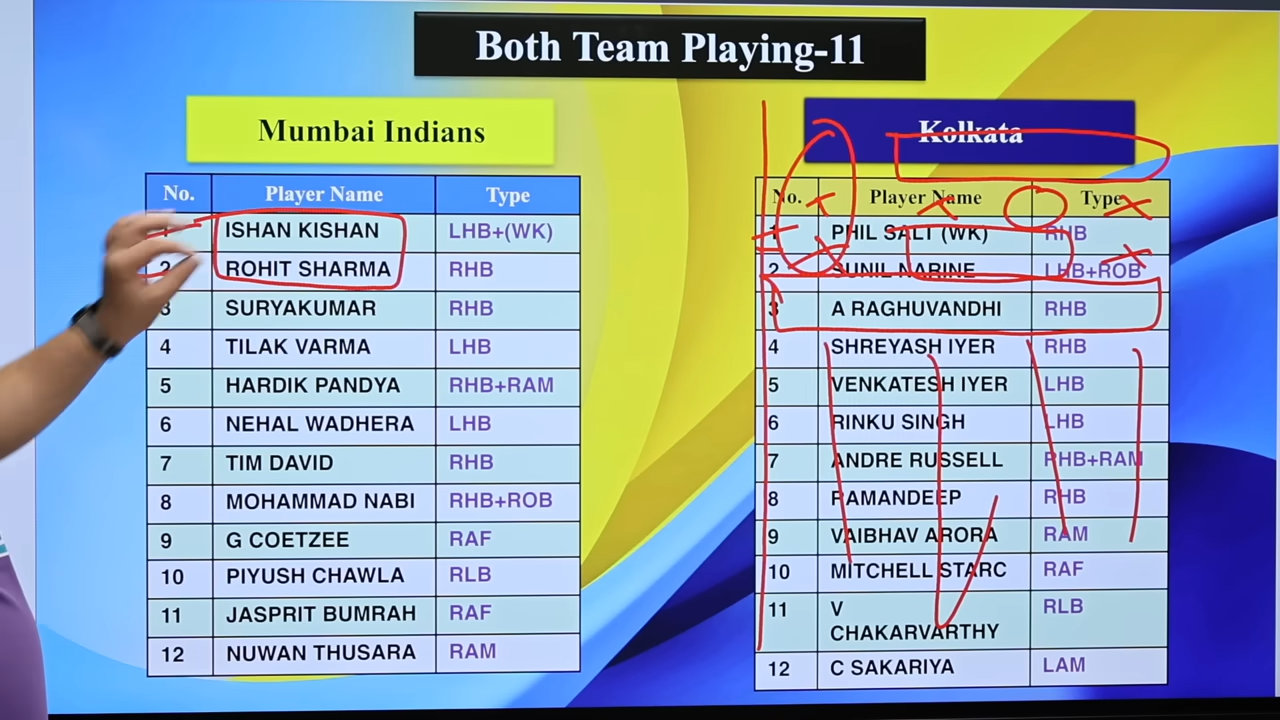 Both Team Playing-11
Mumbai Indians
No. Player Name Type
1 ISHAN KISHAN LHB+(WK)
2 ROHIT SHARMA RHB
3 SURYAKUMAR RHB
4 TILAK VARMA LHB
5 HARDIK PANDYA RHB+RAM
6 NEHAL WADHERA LHB
7 TIM DAVID RHB
8 MOHAMMAD NABI RHB+ROB
9 G COETZEE RAF
10 PIYUSH CHAWLA RLB
11 JASPRIT BUMRAH RAF
12 NUWAN THUSARA RAM
Kolkata
No. Player Name Type
1 PHIL SALT (WK) RHB
2 SUNIL NARINE LHB+ROB
3 A RAGHUVANDHI RHB
4 SHREYASH IYER RHB
5 VENKATESH IYER LHB
6 RINKU SINGH LHB
7 ANDRE RUSSELL RHB+RAM
8 RAMANDEEP RHB
9 VAIBHAV ARORA RAM
10 MITCHELL STARC RAF
11 V RLB
CHAKARVARTHY
12 C SAKARIYA LAM